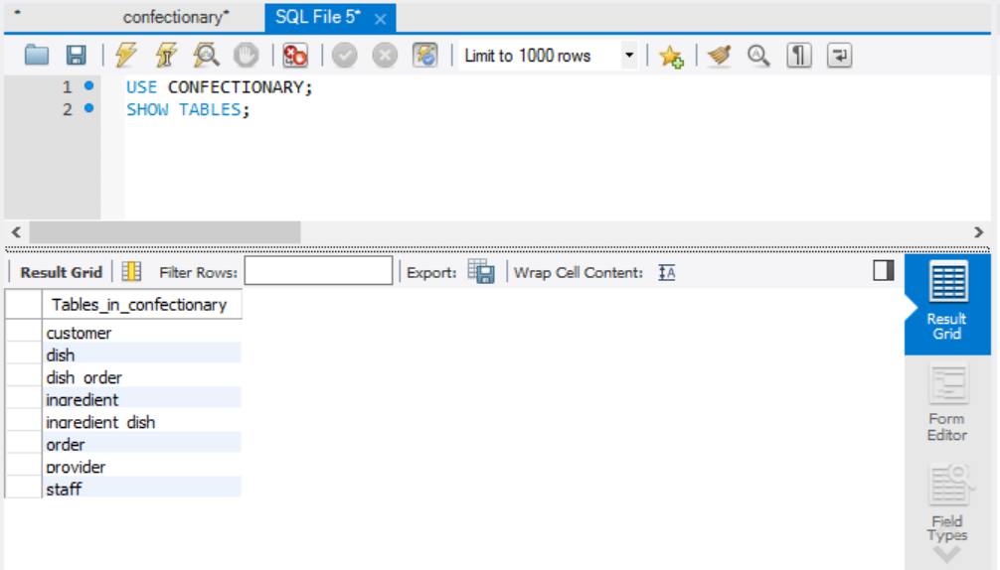 confectionary* SQL File 5* ×
Limit to 1000 rows
1 USE CONFECTIONARY;
2 SHOW TABLES;
Result Grid Filter Rows: Export: Wrap Cell Content: IA
Tables_in_confectionary
customer
dish
dish_order
ingredient
ingredient_dish
order
provider
staff
Result
Grid
Form
Editor
Field
Types